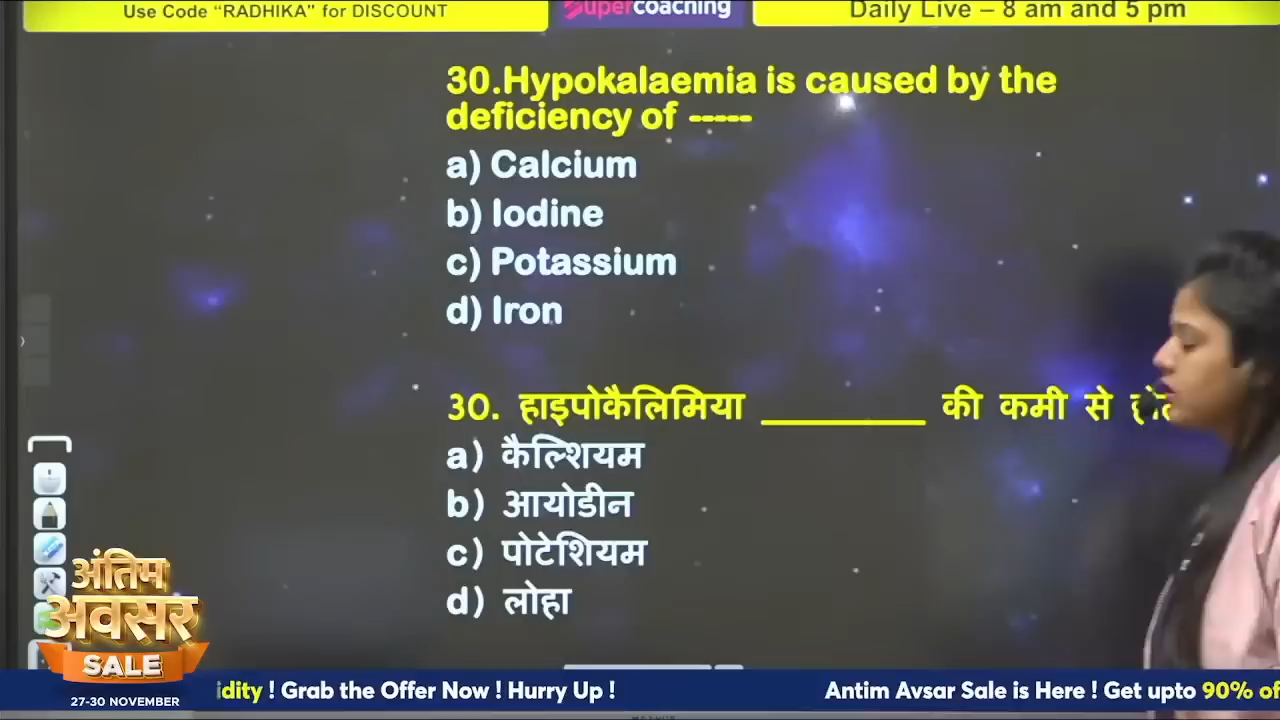 Use Code “RADHIKA” for DISCOUNT
Supercoaching
Daily Live – 8 am and 5 pm
30.Hypokalaemia is caused by the
deficiency of -----
a) Calcium
b) Iodine
c) Potassium
d) Iron
30. हाइपोकैलिमिया __________ की कमी से
a) कैल्शियम
b) आयोडीन
c) पोटेशियम
d) लोहा
अंतिम
अवसर
SALE
27-30 NOVEMBER
! Grab the Offer Now ! Hurry Up !
Antim Avsar Sale is Here ! Get upto 90%